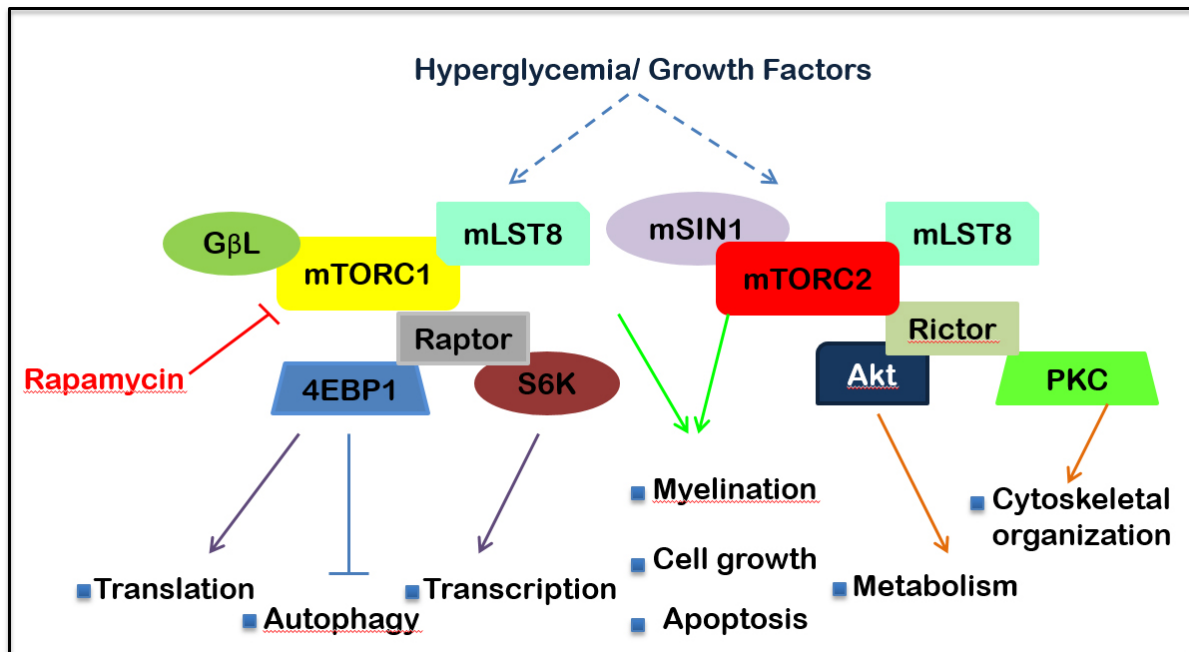 Hyperglycemia/ Growth Factors
GβL
mTORC1
mLST8
mSIN1
mTORC2
mLST8
Raptor
Rictor
Rapamycin
4EBP1
S6K
Akt
PKC
Myelination
Cytoskeletal
organization
Cell growth
Translation
Transcription
Metabolism
Autophagy
Apoptosis